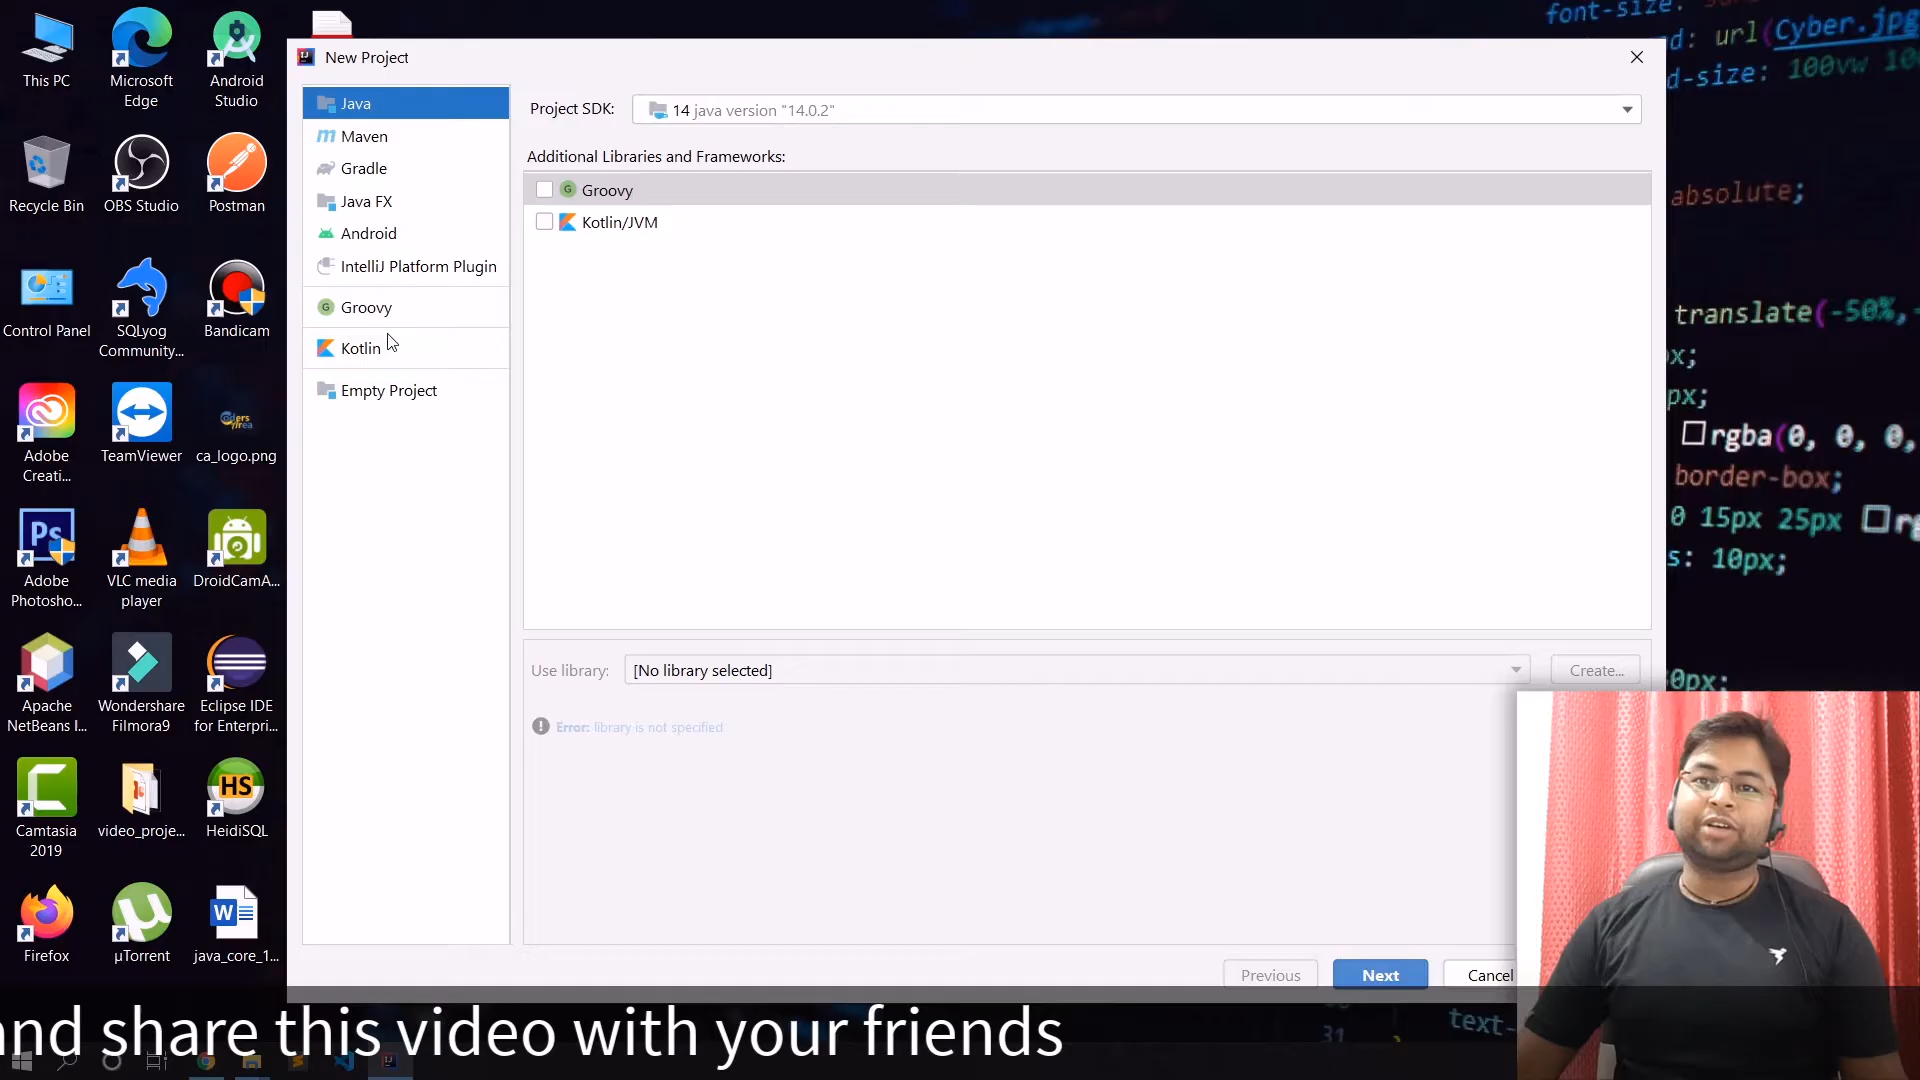 This PC
Microsoft
Edge
Android
Studio
Recycle Bin
OBS Studio
Postman
Control Panel
SQLyog
Community...
Bandicam
Adobe
Creati...
TeamViewer
ca_logo.png
Adobe
Photosho...
VLC media
player
DroidCamA...
Apache
NetBeans I...
Wondershare
Filmora9
Eclipse IDE
for Enterpri...
Camtasia
2019
video_proje...
HeidiSQL
Firefox
µTorrent
java_core_1...
New Project
Java
Maven
Gradle
Java FX
Android
IntelliJ Platform Plugin
Groovy
Kotlin
Empty Project
Project SDK:
14 java version "14.0.2"
Additional Libraries and Frameworks:
Groovy
Kotlin/JVM
Use library:
[No library selected]
Create...
Error: library is not specified
Previous
Next
Cancel
font-size:
d: url(Cyber.jpg
d-size: 100vw 10
absolute;
translate(-50%,-
px;
px;
rgba(0, 0, 0,
border-box;
0 15px 25px rg
s: 10px;
0px;
31
text-
and share this video with your friends